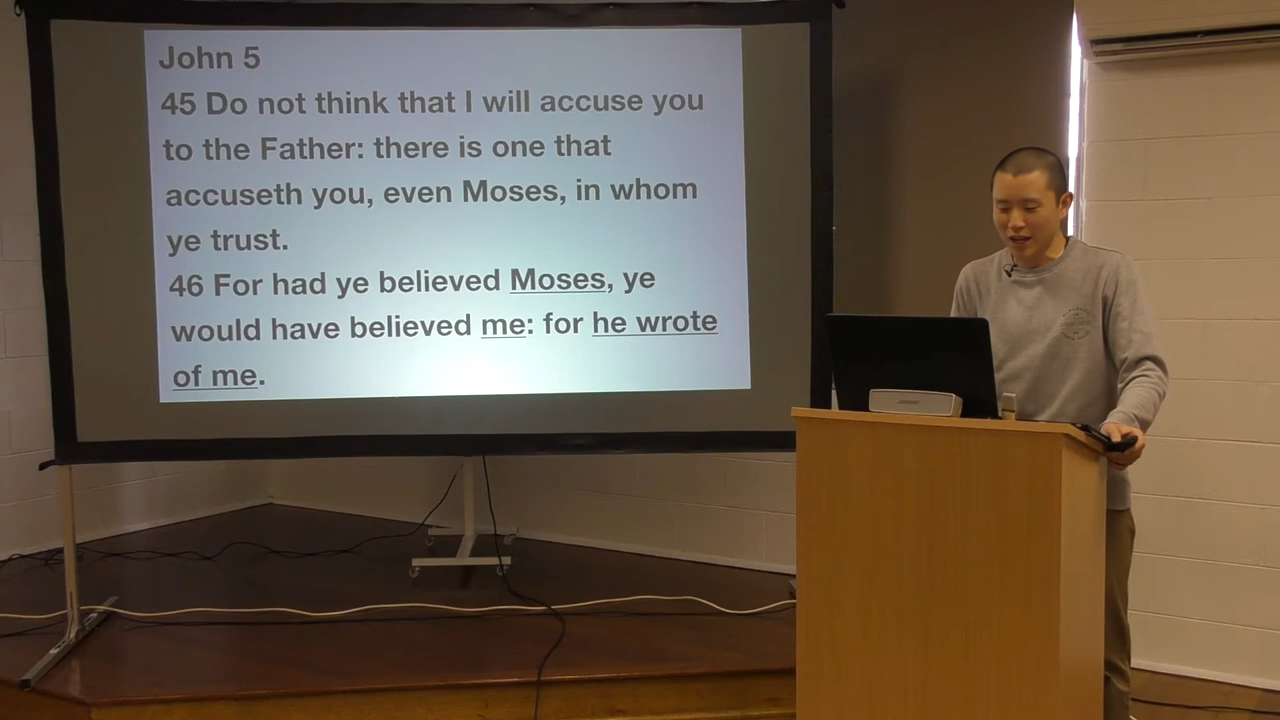 John 5
45 Do not think that I will accuse you
to the Father: there is one that
accuseth you, even Moses, in whom
ye trust.
46 For had ye believed Moses, ye
would have believed me: for he wrote
of me.